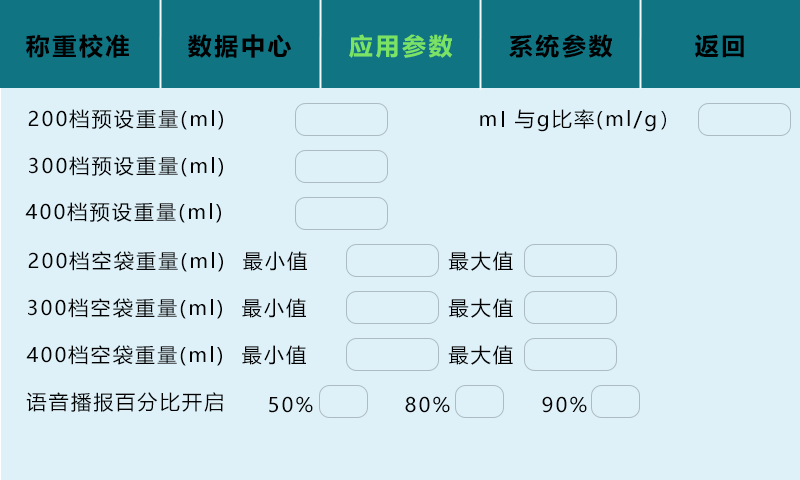 称重校准 数据中心 应用参数 系统参数 返回
200档预设重量(ml) ml 与g比率(ml/g)
300档预设重量(ml)
400档预设重量(ml)
200档空袋重量(ml) 最小值 最大值
300档空袋重量(ml) 最小值 最大值
400档空袋重量(ml) 最小值 最大值
语音播报百分比开启 50% 80% 90%